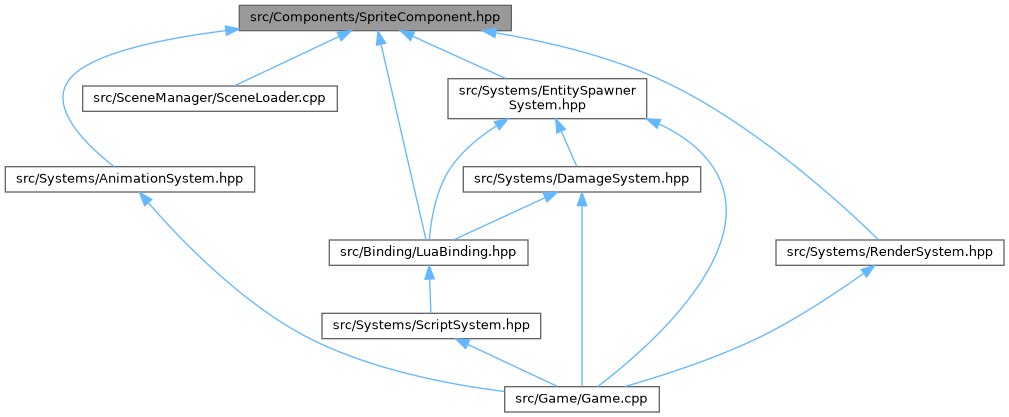 src/Components/SpriteComponent.hpp
src/SceneManager/SceneLoader.cpp
src/Systems/EntitySpawner
System.hpp
src/Systems/AnimationSystem.hpp
src/Systems/DamageSystem.hpp
src/Binding/LuaBinding.hpp
src/Systems/RenderSystem.hpp
src/Systems/ScriptSystem.hpp
src/Game/Game.cpp